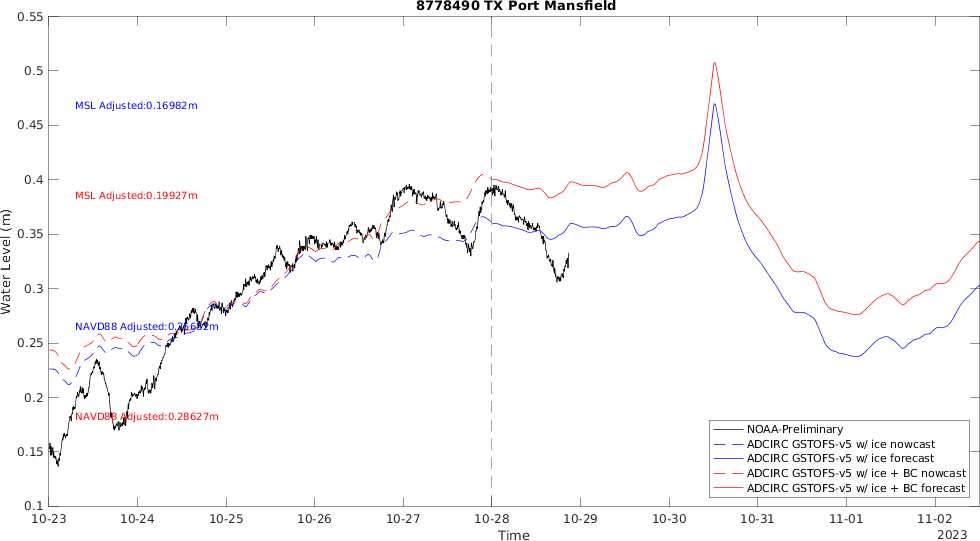 8778490 TX Port Mansfield
0.55
0.5
0.45
0.4
0.35
0.3
0.25
0.2
0.15
0.1
Water Level (m)
MSL Adjusted:0.16982m
MSL Adjusted:0.19927m
NAVD88
NAVD88 Adjusted:0.28627m
NOAA-Preliminary
ADCIRC GSTOFS-v5 w/ ice nowcast
ADCIRC GSTOFS-v5 w/ ice forecast
ADCIRC GSTOFS-v5 w/ ice + BC nowcast
ADCIRC GSTOFS-v5 w/ ice + BC forecast
10-23 10-24 10-25 10-26 10-27 10-28 10-29 10-30 10-31 11-01 11-02
Time
2023